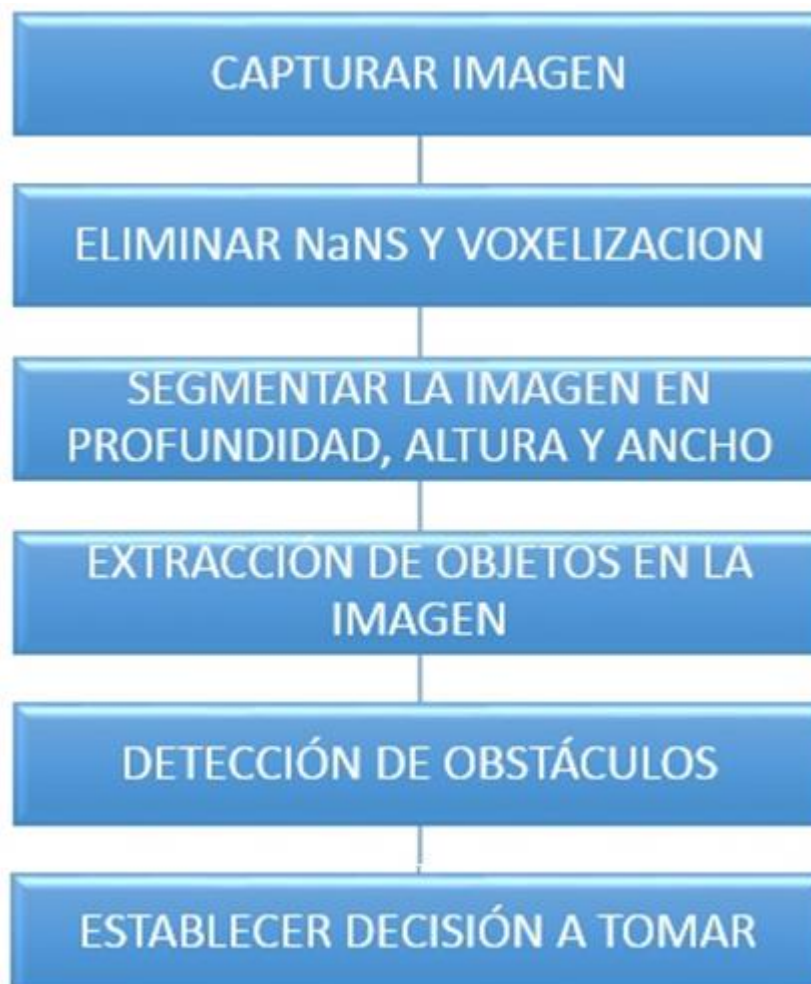 CAPTURAR IMAGEN
ELIMINAR NaNS Y VOXELIZACION
SEGMENTAR LA IMAGEN EN
PROFUNDIDAD, ALTURA Y ANCHO
EXTRACCIÓN DE OBJETOS EN LA
IMAGEN
DETECCIÓN DE OBSTÁCULOS
ESTABLECER DECISIÓN A TOMAR